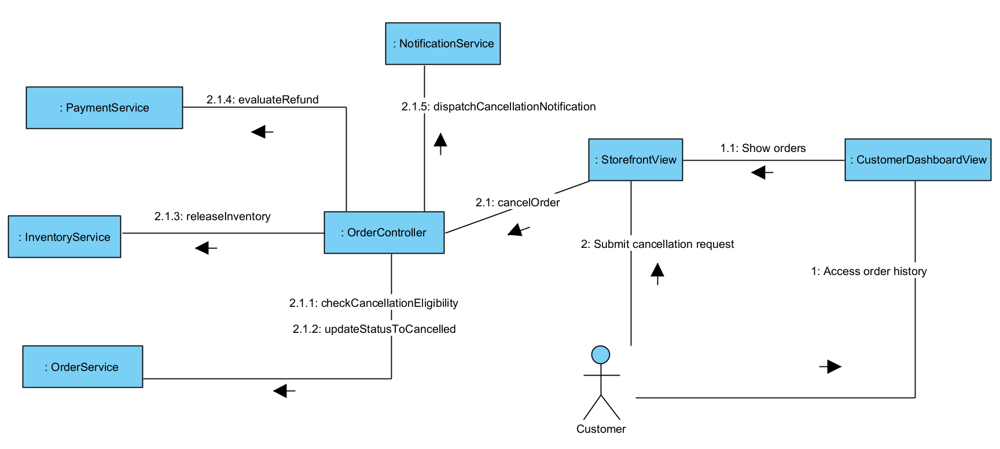 : NotificationService
: PaymentService
2.1.4: evaluateRefund
2.1.5: dispatchCancellationNotification
: StorefrontView
1.1: Show orders
: CustomerDashboardView
2.1: cancelOrder
: InventoryService
2.1.3: releaseInventory
: OrderController
2: Submit cancellation request
1: Access order history
2.1.1: checkCancellationEligibility
2.1.2: updateStatusToCancelled
: OrderService
Customer